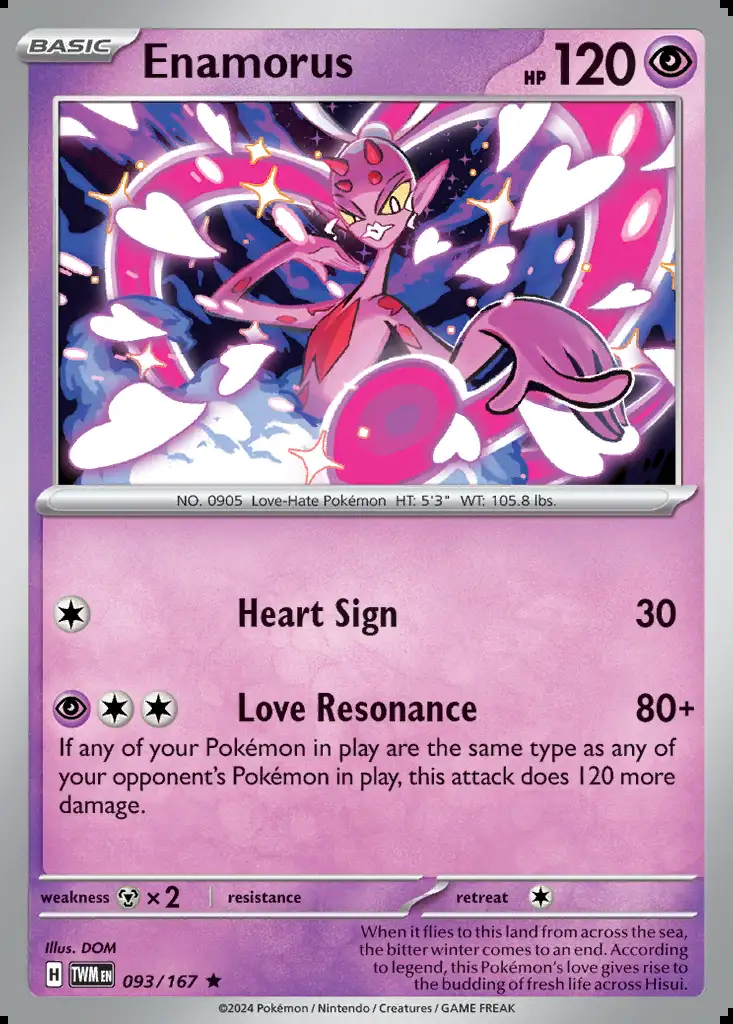 BASIC
Enamorus
HP 120
NO. 0905 Love-Hate Pokémon HT: 5'3" WT: 105.8 lbs.
Heart Sign 30
Love Resonance 80+
If any of your Pokémon in play are the same type as any of
your opponent's Pokémon in play, this attack does 120 more
damage.
weakness ×2 resistance retreat
Illus. DOM
H TWM EN 093/167 ★
When it flies to this land from across the sea,
the bitter winter comes to an end. According
to legend, this Pokémon's love gives rise to
the budding of fresh life across Hisui.
©2024 Pokémon / Nintendo / Creatures / GAME FREAK